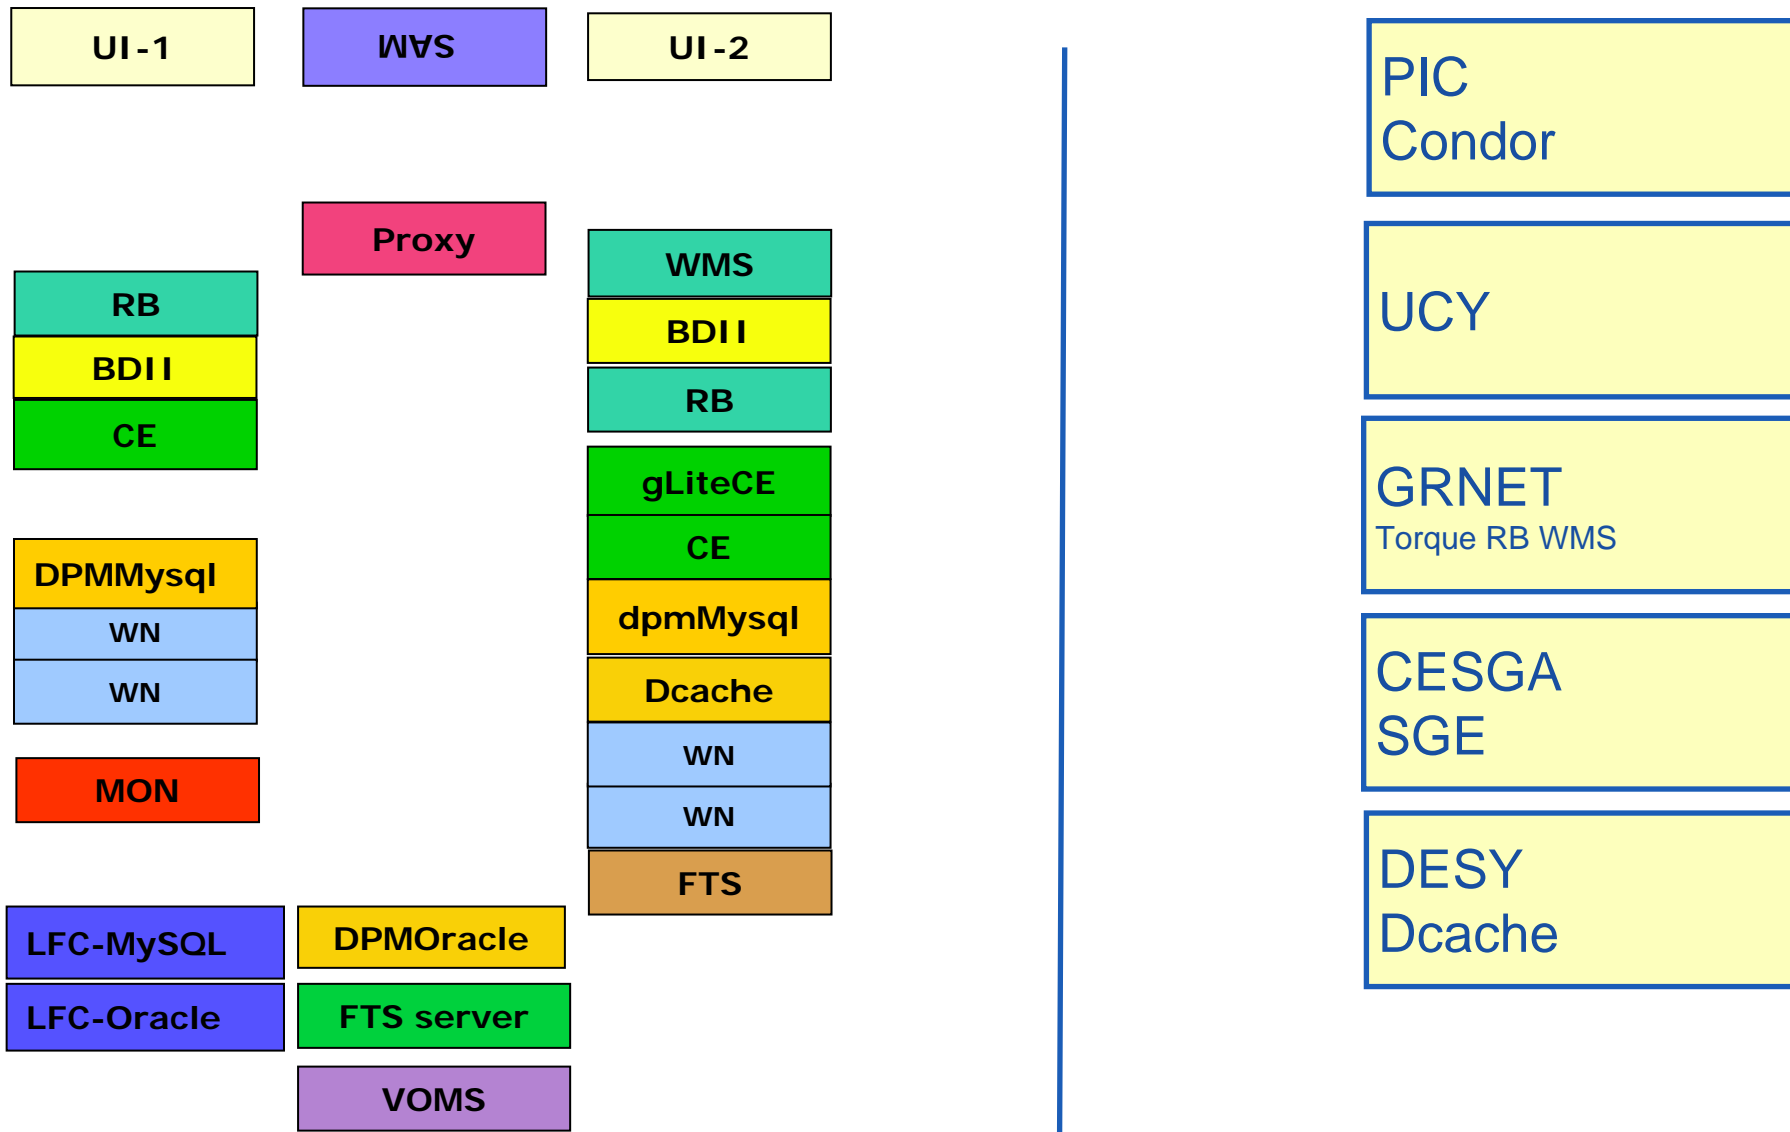 UI-1
SAM
UI-2
Proxy
RB
BDII
CE
DPMMysql
WN
WN
MON
LFC-MySQL
LFC-Oracle
DPMOracle
FTS server
VOMS
WMS
BDII
RB
gLiteCE
CE
dpmMysql
Dcache
WN
WN
FTS
PIC
Condor
UCY
GRNET
Torque RB WMS
CESGA
SGE
DESY
Dcache